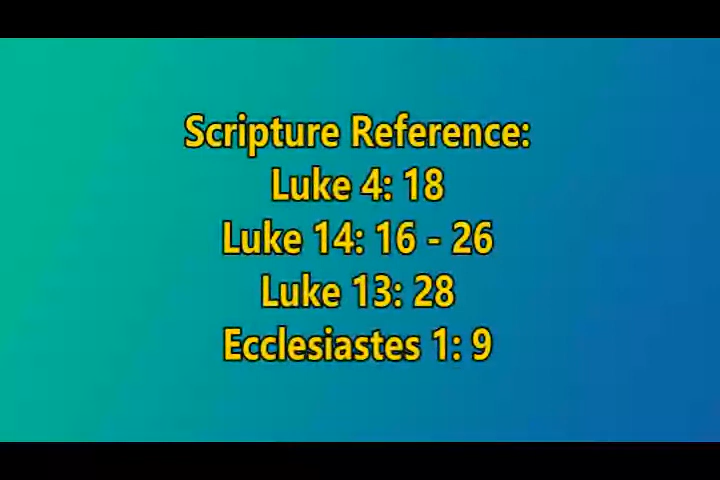 Scripture Reference:
Luke 4: 18
Luke 14: 16 - 26
Luke 13: 28
Ecclesiastes 1: 9